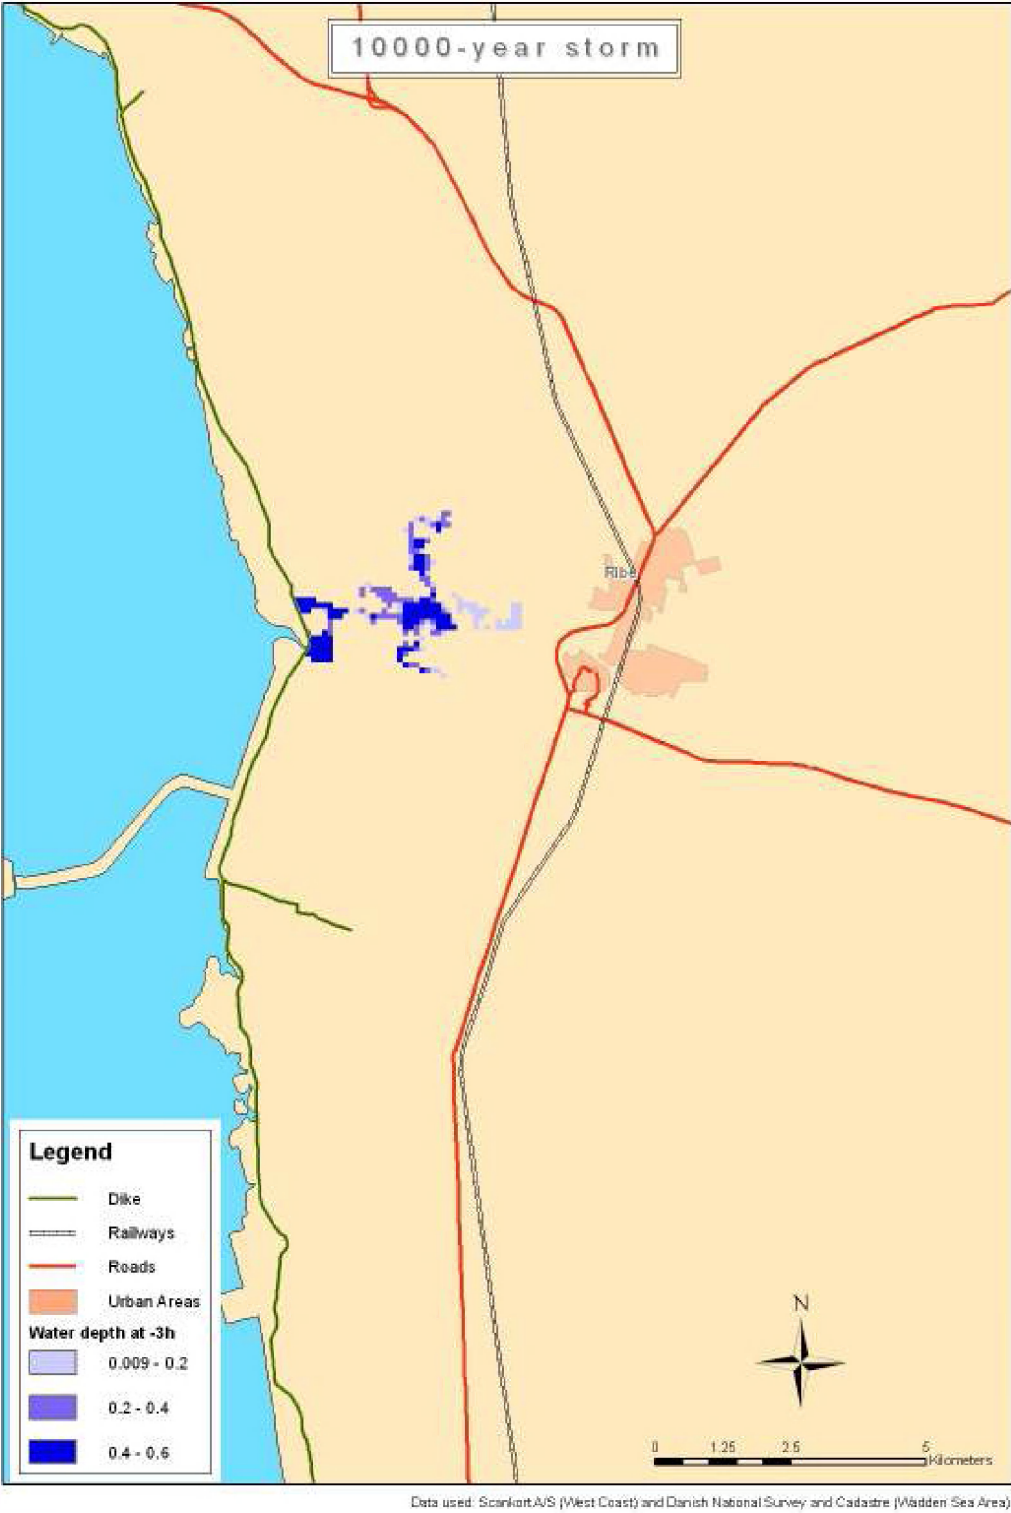 10000-year storm
Ribe
Legend
Dike
Railways
Roads
Urban Areas
Water depth at -3h
0.009 - 0.2
0.2 - 0.4
0.4 - 0.6
N
0 1.25 2.5 5
Kilometers
Data used: Scankort A/S (West Coast) and Danish National Survey and Cadastre (Wadden Sea Area)